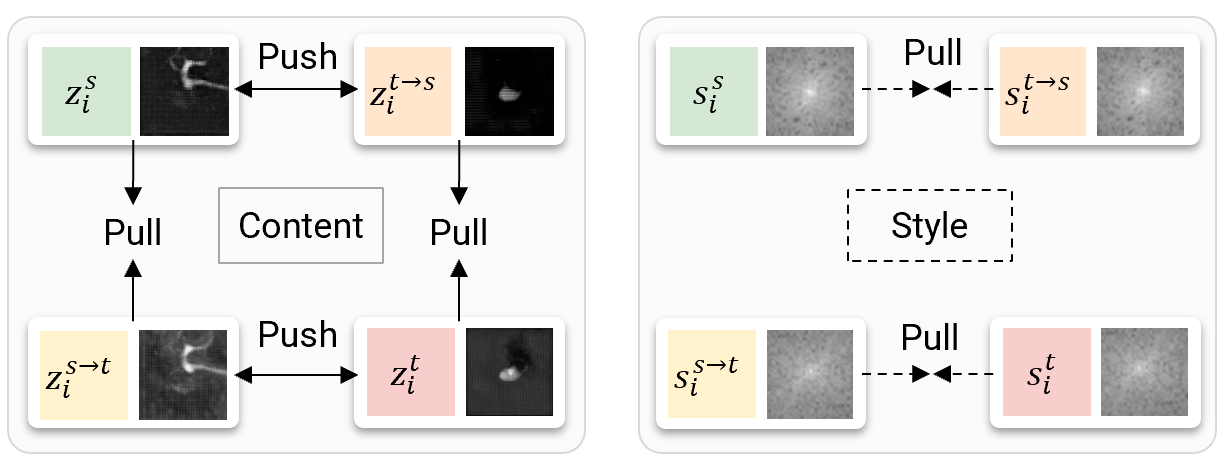 Push
z_i^s
z_i^{t→s}
Pull
Content
Pull
Push
z_i^{s→t}
z_i^t
Pull
s_i^s
s_i^{t→s}
Style
Pull
s_i^{s→t}
s_i^t